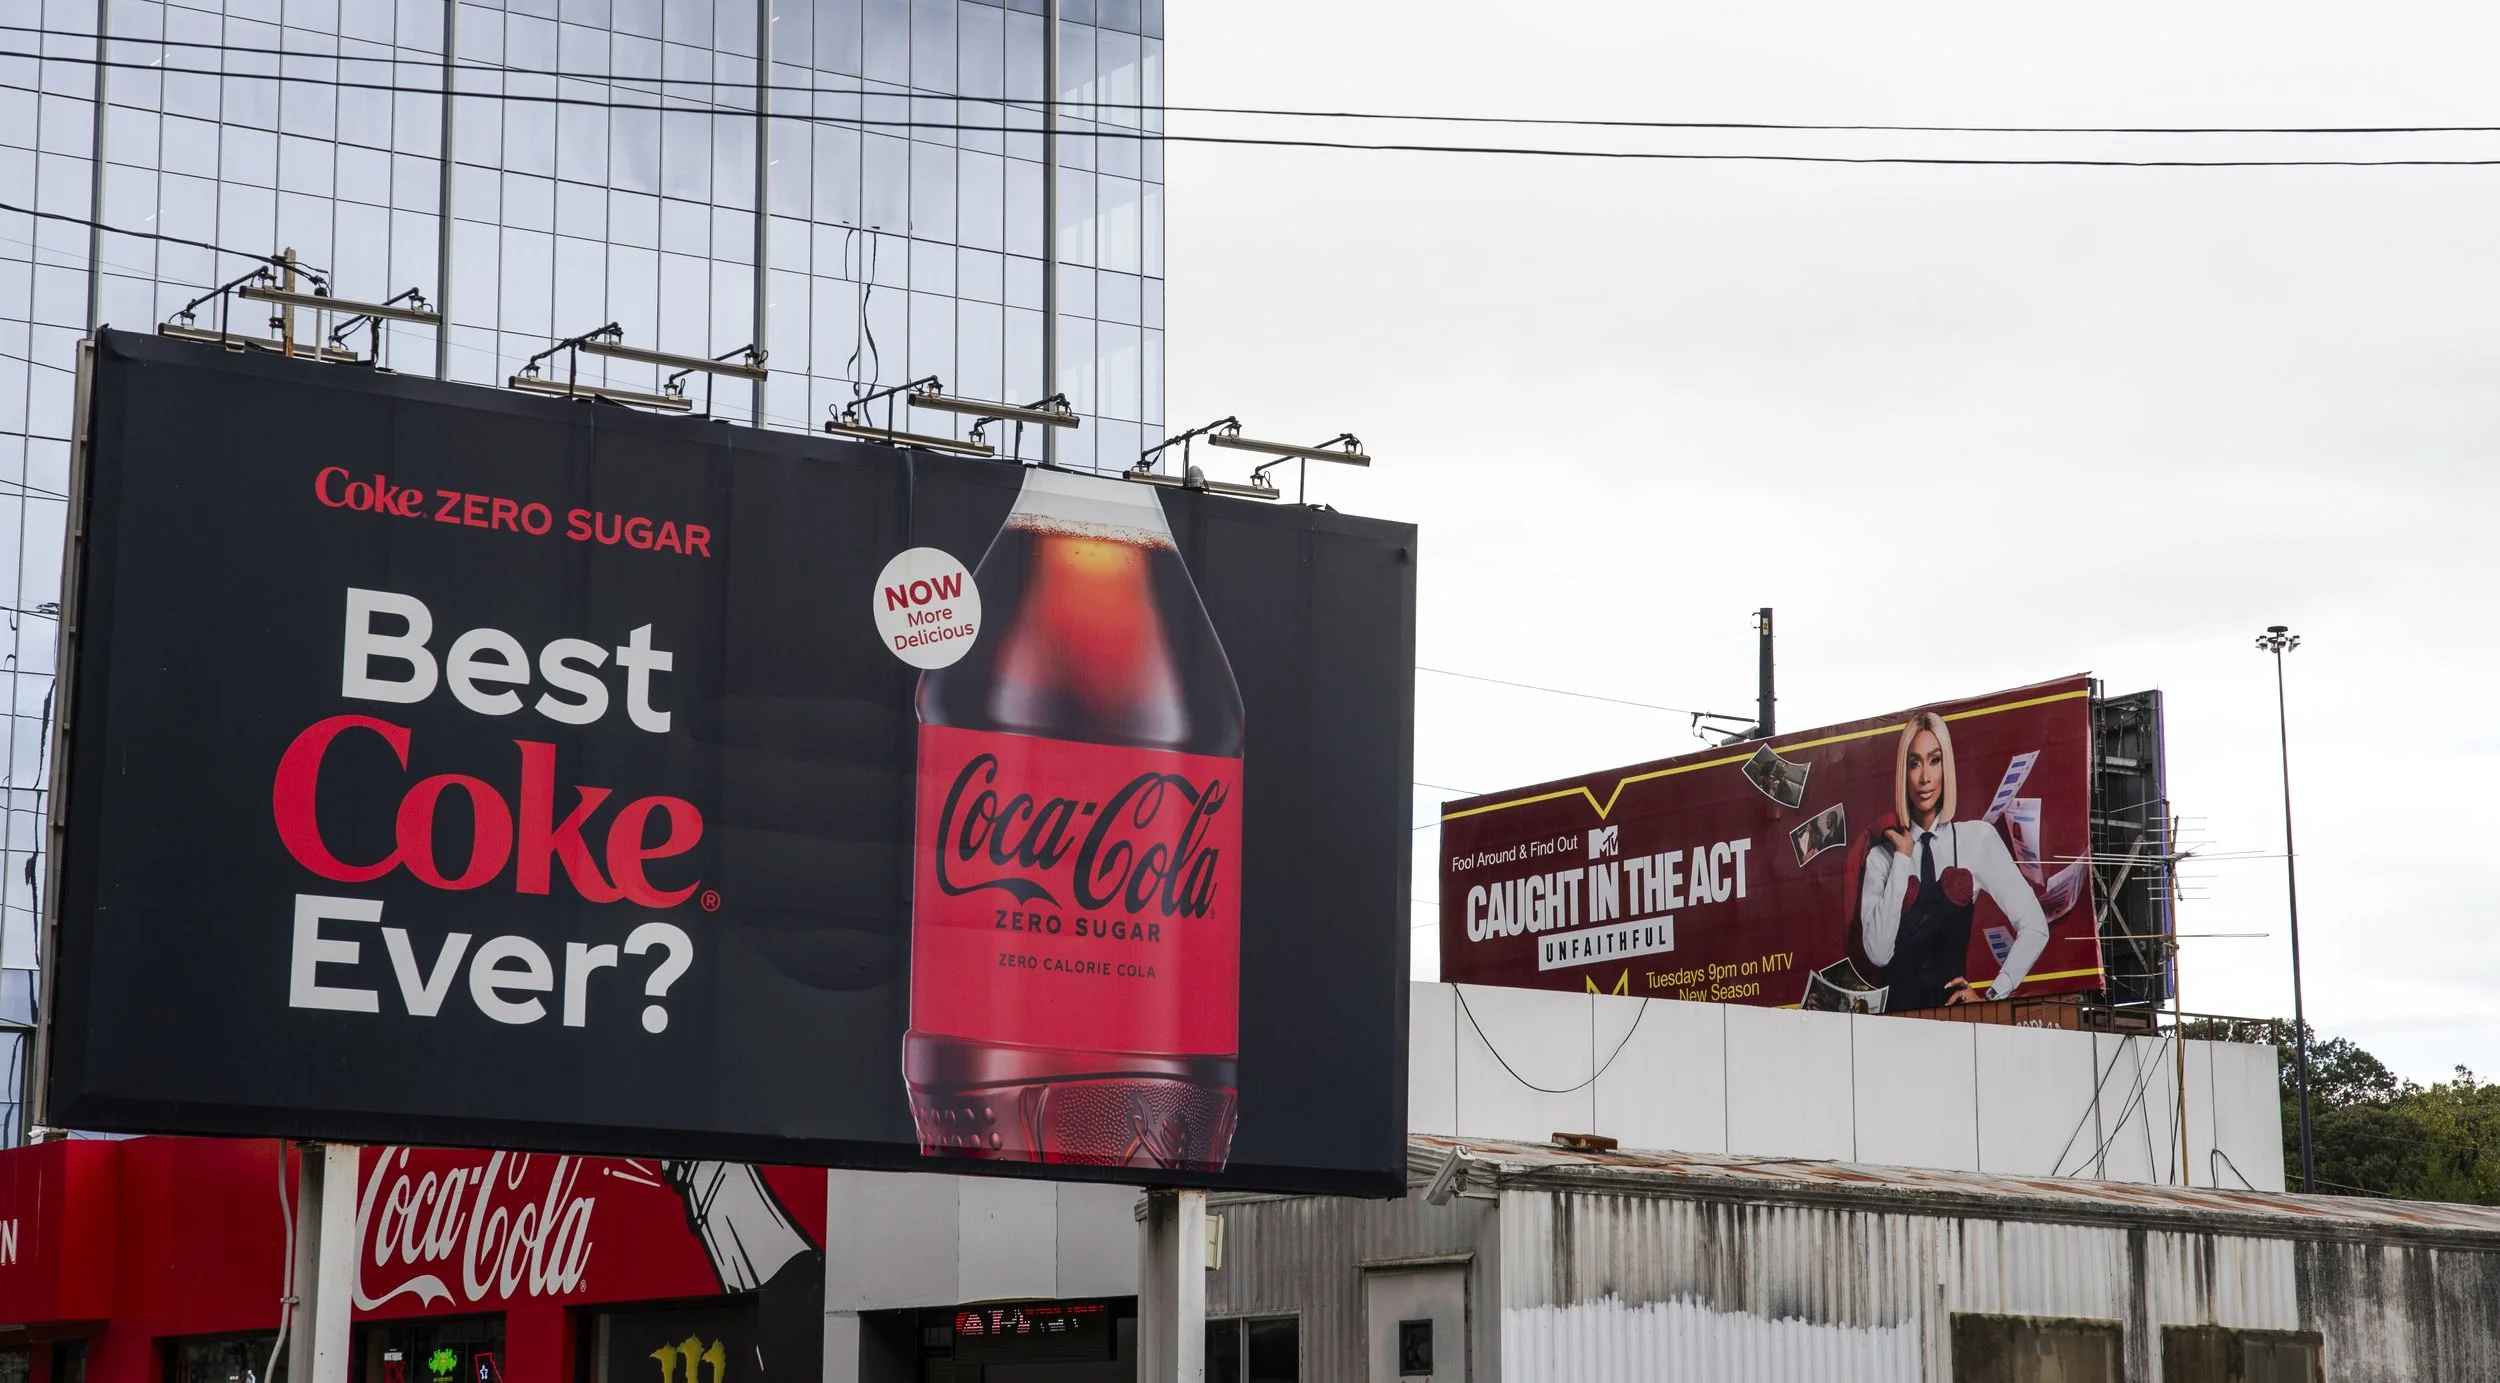 Coke ZERO SUGAR
Best
Coke®
Ever?
NOW
More
Delicious
Coca-Cola®
ZERO SUGAR
ZERO CALORIE COLA
Fool Around & Find Out
MTV
CAUGHT IN THE ACT
UNFAITHFUL
Tuesdays 9pm on MTV
New Season
N
Coca-Cola®